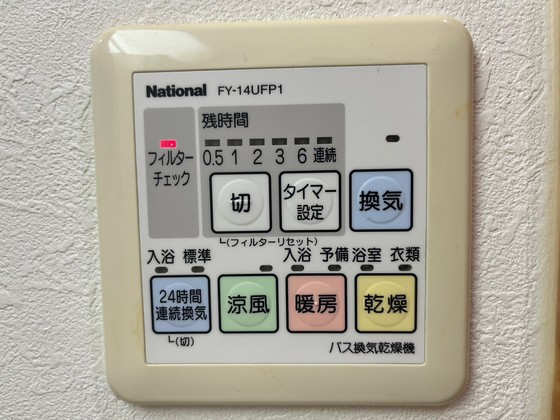 National FY-14UFP1
残時間
フィルター
チェック
0.5 1 2 3 6 連続
切
タイマー
設定
換気
└(フィルターリセット)┘
入浴 標準 入浴 予備 浴室 衣類
24時間
連続換気
涼風
暖房
乾燥
└(切)
バス換気乾燥機